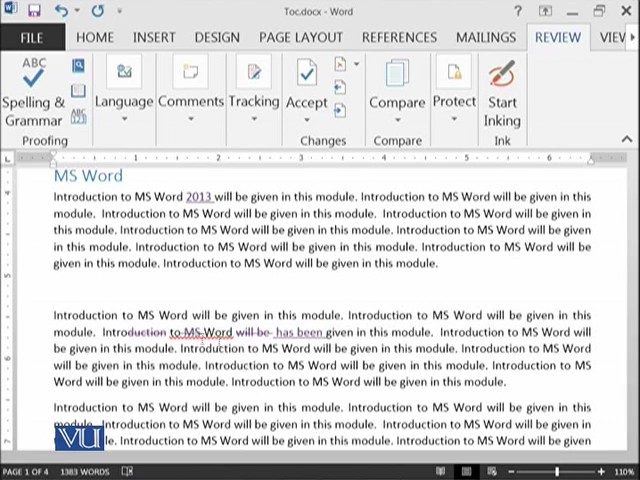 Toc.docx - Word
FILE HOME INSERT DESIGN PAGE LAYOUT REFERENCES MAILINGS REVIEW VIEV
ABC
Spelling & Grammar
ABC
123
Language
Comments
Tracking
Accept
Compare
Protect
Start Inking
Proofing Changes Compare Ink
1 2 3 4 5 6
MS Word
Introduction to MS Word 2013 will be given in this module. Introduction to MS Word will be given in this
module. Introduction to MS Word will be given in this module. Introduction to MS Word will be given in
this module. Introduction to MS Word will be given in this module. Introduction to MS Word will be
given in this module. Introduction to MS Word will be given in this module. Introduction to MS Word will be
given in this module. Introduction to MS Word will be given in this module.
Introduction to MS Word will be given in this module. Introduction to MS Word will be given in this
module. Introduction to MS Word will be has been given in this module. Introduction to MS Word will
be given in this module. Introduction to MS Word will be given in this module. Introduction to MS Word
will be given in this module. Introduction to MS Word will be given in this module. Introduction to MS
Word will be given in this module. Introduction to MS Word will be given in this module.
Introduction to MS Word will be given in this module. Introduction to MS Word will be given in this
module. Introduction to MS Word will be given in this module. Introduction to MS Word will be given in
VU le. Introduction to MS Word will be given in this module. Introduction to MS Word will be given
PAGE 1 OF 4 1383 WORDS 110%